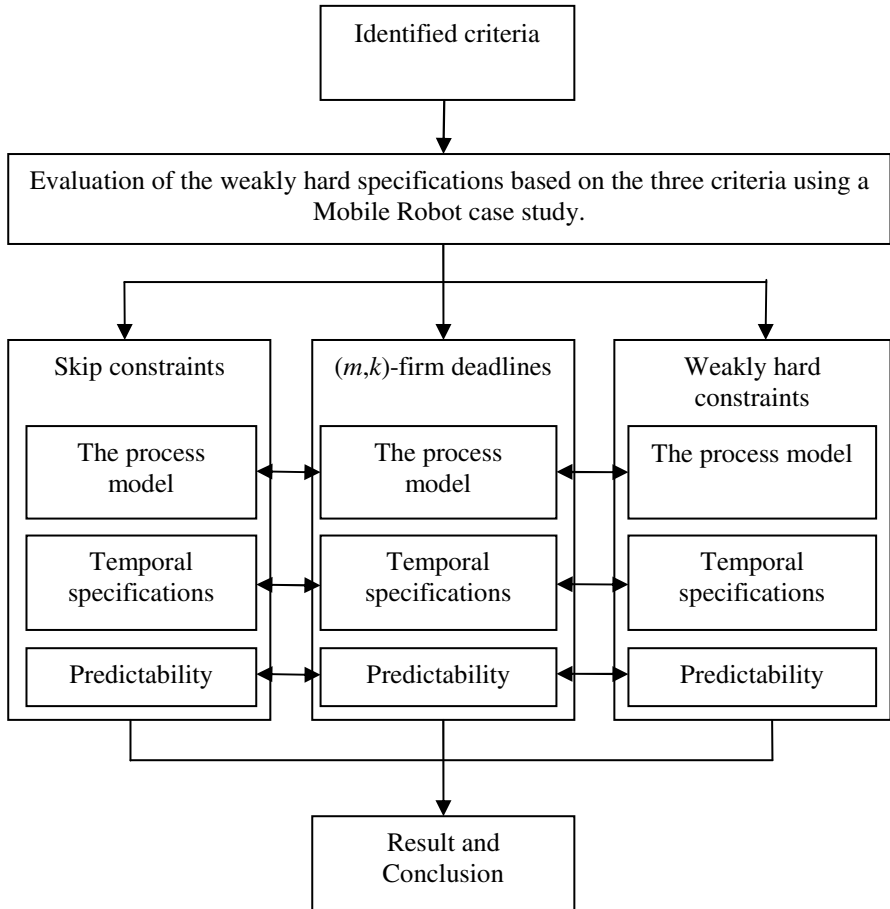 Identified criteria
Evaluation of the weakly hard specifications based on the three criteria using a
Mobile Robot case study.
Skip constraints
The process
model
Temporal
specifications
Predictability
(m,k)-firm deadlines
The process
model
Temporal
specifications
Predictability
Weakly hard
constraints
The process model
Temporal
specifications
Predictability
Result and
Conclusion